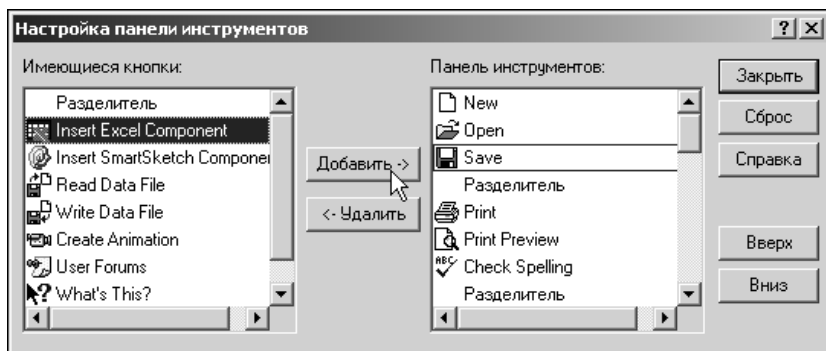 Настройка панели инструментов
Имеющиеся кнопки:
Разделитель
Insert Excel Component
Insert SmartSketch Componer
Read Data File
Write Data File
Create Animation
User Forums
What's This?
Добавить ->
<- Удалить
Панель инструментов:
New
Open
Save
Разделитель
Print
Print Preview
Check Spelling
Разделитель
Закрыть
Сброс
Справка
Вверх
Вниз